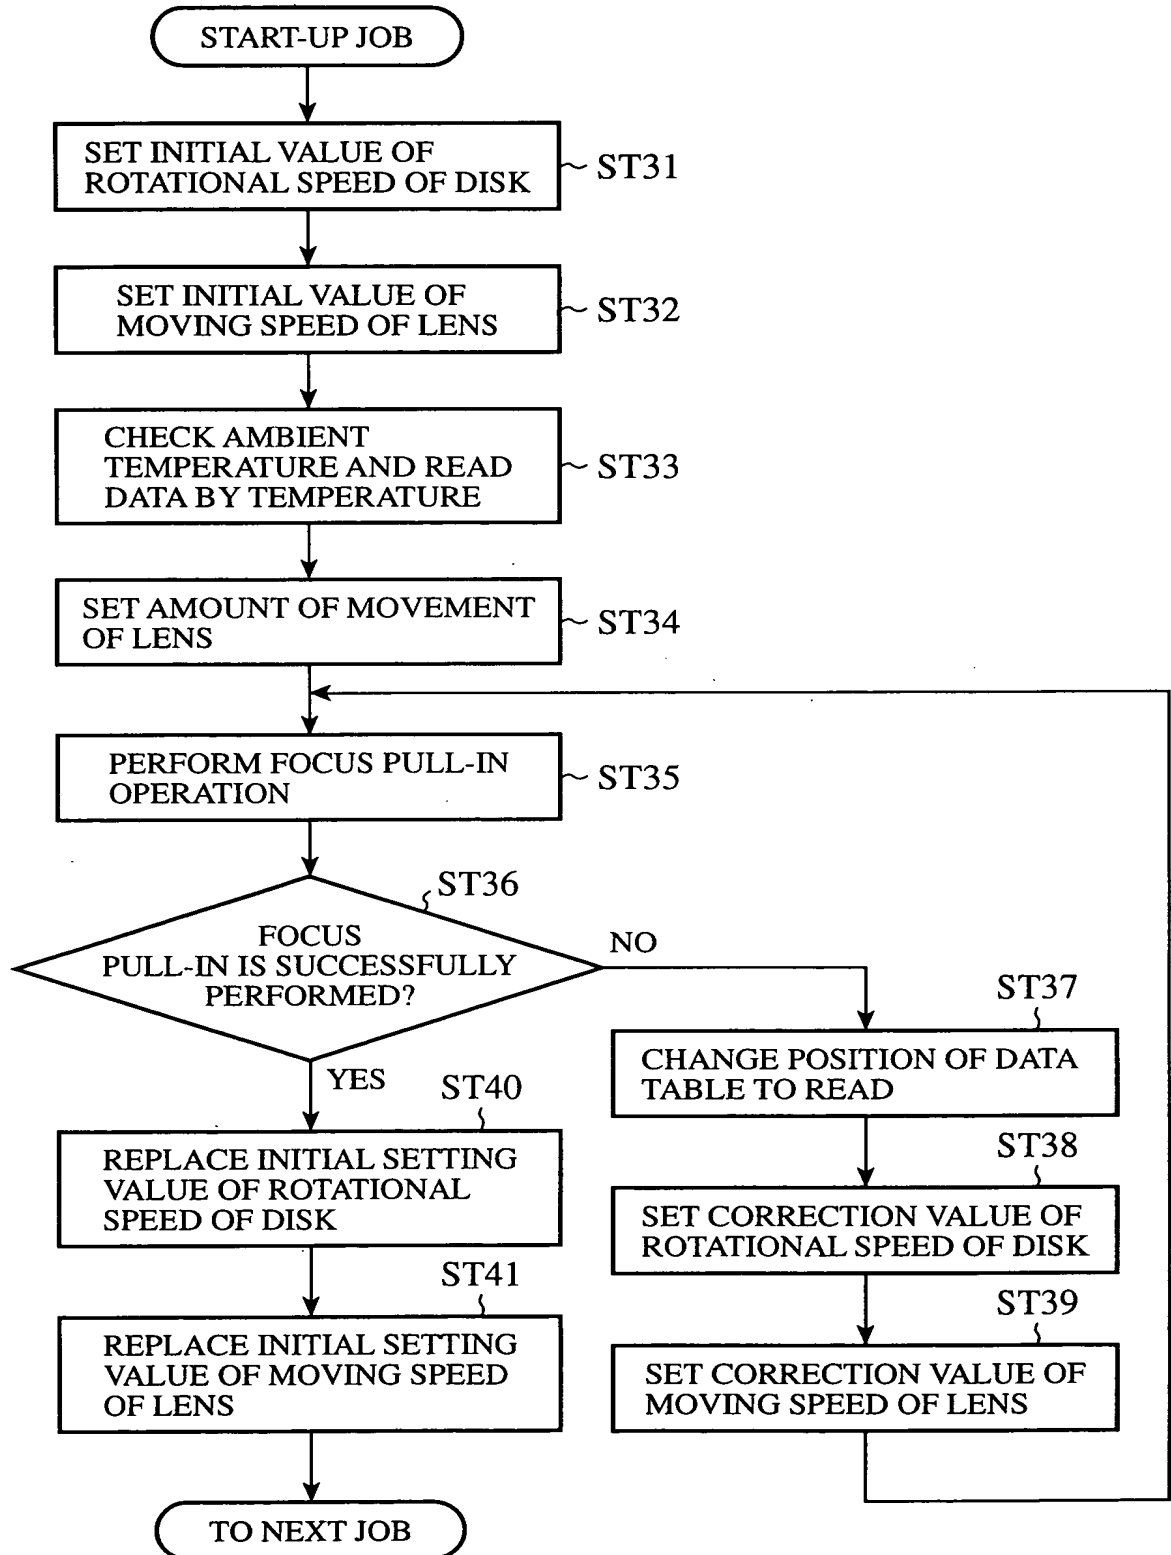 START-UP JOB
SET INITIAL VALUE OF
ROTATIONAL SPEED OF DISK
ST31
SET INITIAL VALUE OF
MOVING SPEED OF LENS
ST32
CHECK AMBIENT
TEMPERATURE AND READ
DATA BY TEMPERATURE
ST33
SET AMOUNT OF MOVEMENT
OF LENS
ST34
PERFORM FOCUS PULL-IN
OPERATION
ST35
ST36
FOCUS
PULL-IN IS SUCCESSFULLY
PERFORMED?
NO
YES
ST37
CHANGE POSITION OF DATA
TABLE TO READ
ST38
SET CORRECTION VALUE OF
ROTATIONAL SPEED OF DISK
ST39
SET CORRECTION VALUE OF
MOVING SPEED OF LENS
ST40
REPLACE INITIAL SETTING
VALUE OF ROTATIONAL
SPEED OF DISK
ST41
REPLACE INITIAL SETTING
VALUE OF MOVING SPEED
OF LENS
TO NEXT JOB